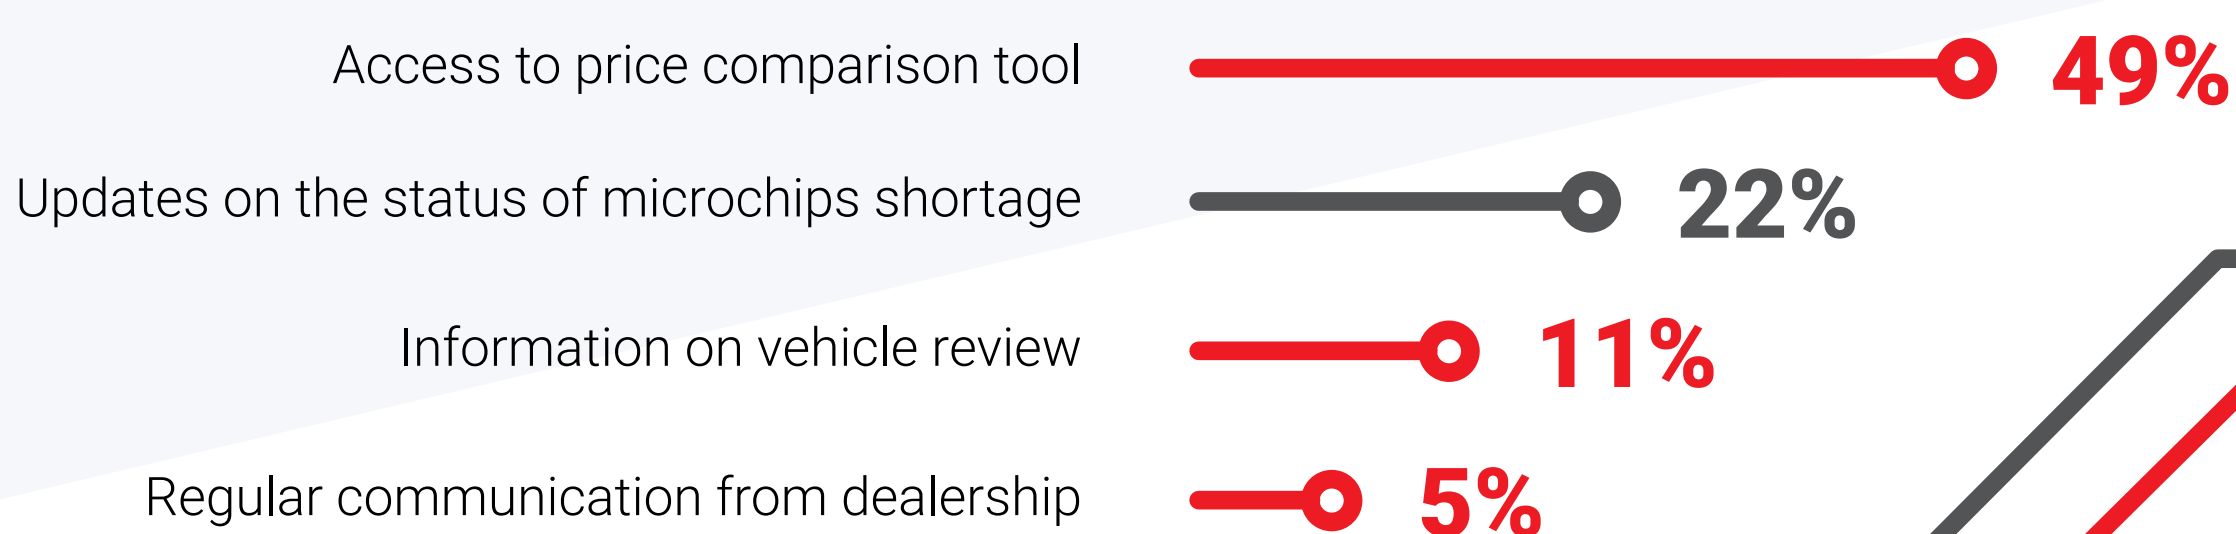 Access to price comparison tool 49%
Updates on the status of microchips shortage 22%
Information on vehicle review 11%
Regular communication from dealership 5%